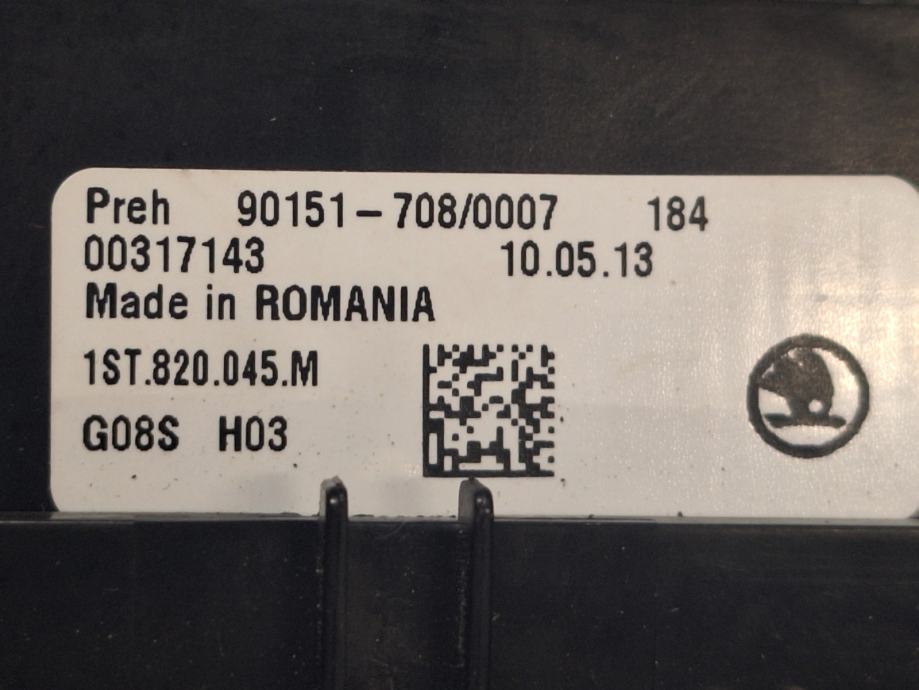 Preh 90151-708/0007 184
00317143 10.05.13
Made in ROMANIA
1ST.820.045.M
G08S H03